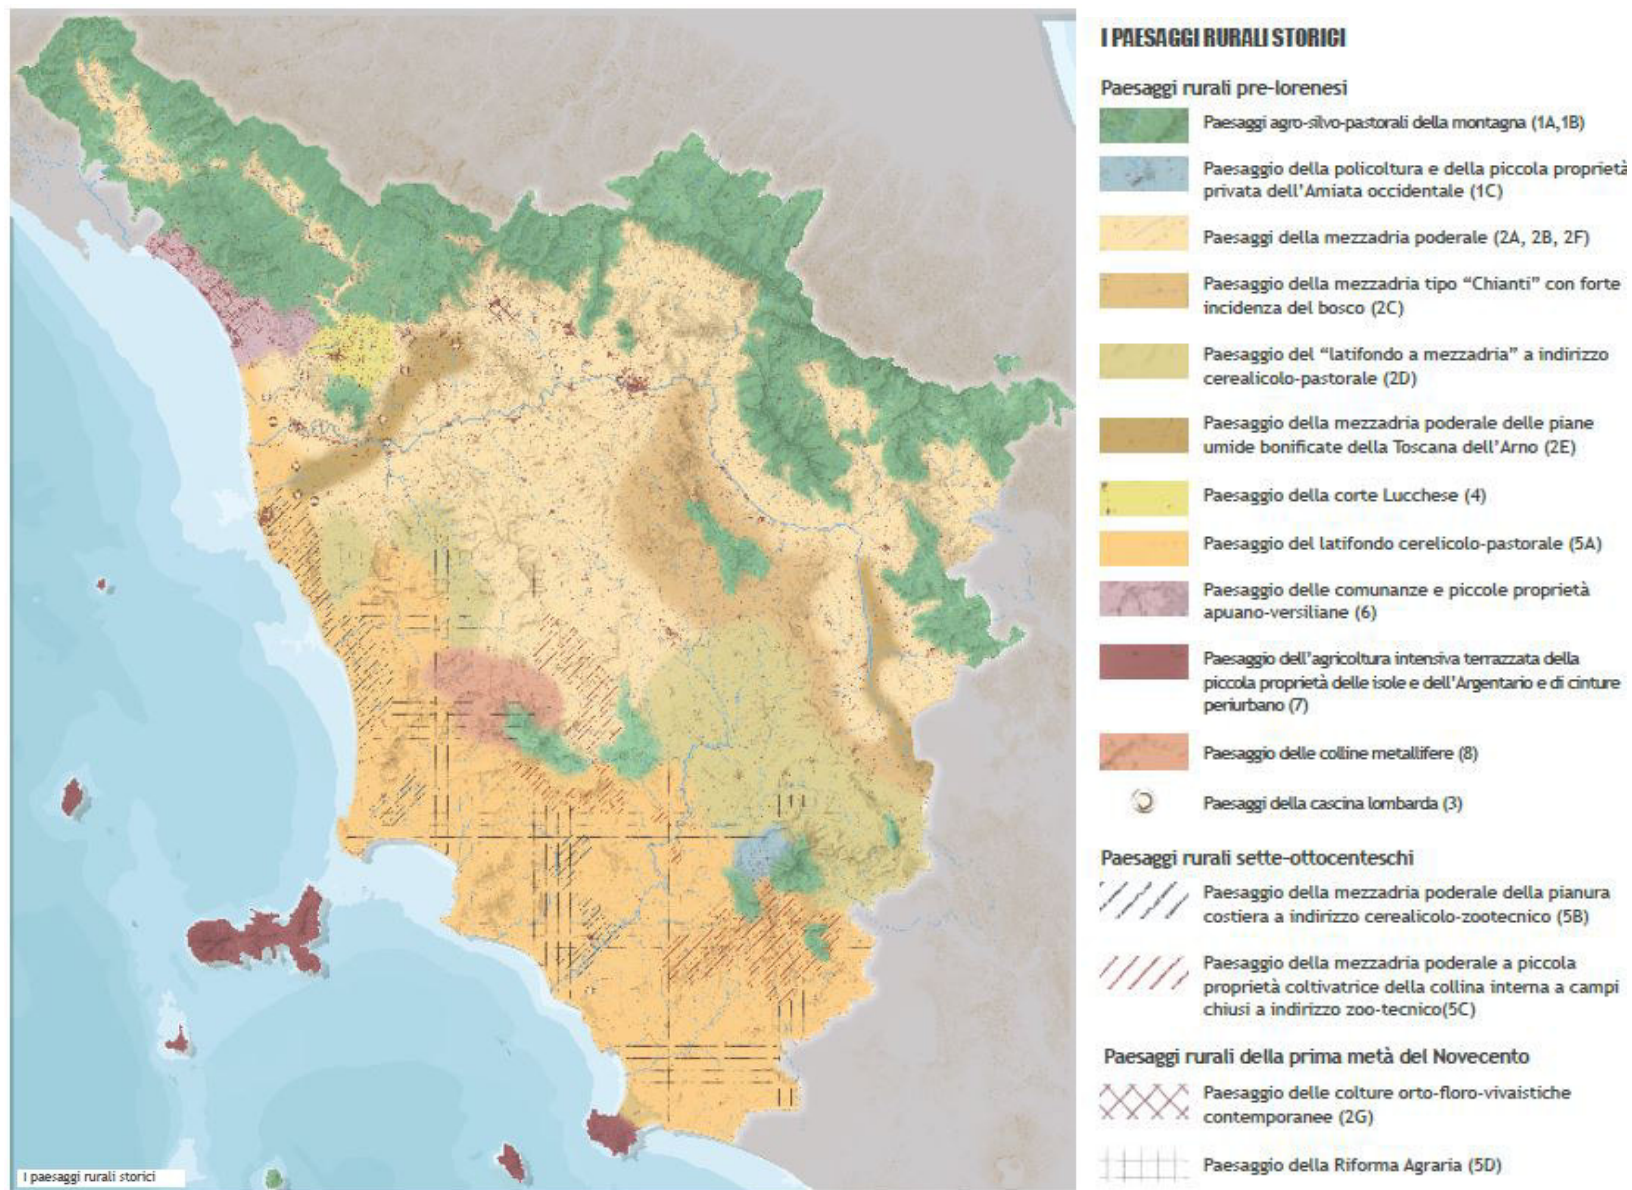 I PAESAGGI RURALI STORICI
Paesaggi rurali pre-lorenesi
Paesaggi agro-silvo-pastorali della montagna (1A,1B)
Paesaggio della policoltura e della piccola proprietà
privata dell'Amiata occidentale (1C)
Paesaggi della mezzadria poderale (2A, 2B, 2F)
Paesaggio della mezzadria tipo "Chianti" con forte
incidenza del bosco (2C)
Paesaggio del "latifondo a mezzadria" a indirizzo
cerealicolo-pastorale (2D)
Paesaggio della mezzadria poderale delle piane
umide bonificate della Toscana dell'Arno (2E)
Paesaggio della corte Lucchese (4)
Paesaggio del latifondo cerelicolo-pastorale (5A)
Paesaggio delle comunanze e piccole proprietà
apuano-versiliane (6)
Paesaggio dell'agricoltura intensiva terrazzata della
piccola proprietà delle isole e dell'Argentario e di cinture
periurbano (7)
Paesaggio delle colline metallifere (8)
Paesaggi della cascina lombarda (3)
Paesaggi rurali sette-ottocenteschi
Paesaggio della mezzadria poderale della pianura
costiera a indirizzo cerealicolo-zootecnico (5B)
Paesaggio della mezzadria poderale a piccola
proprietà coltivatrice della collina interna a campi
chiusi a indirizzo zoo-tecnico(5C)
Paesaggi rurali della prima metà del Novecento
Paesaggio delle colture orto-floro-vivaistiche
contemporanee (2G)
Paesaggio della Riforma Agraria (5D)
I paesaggi rurali storici